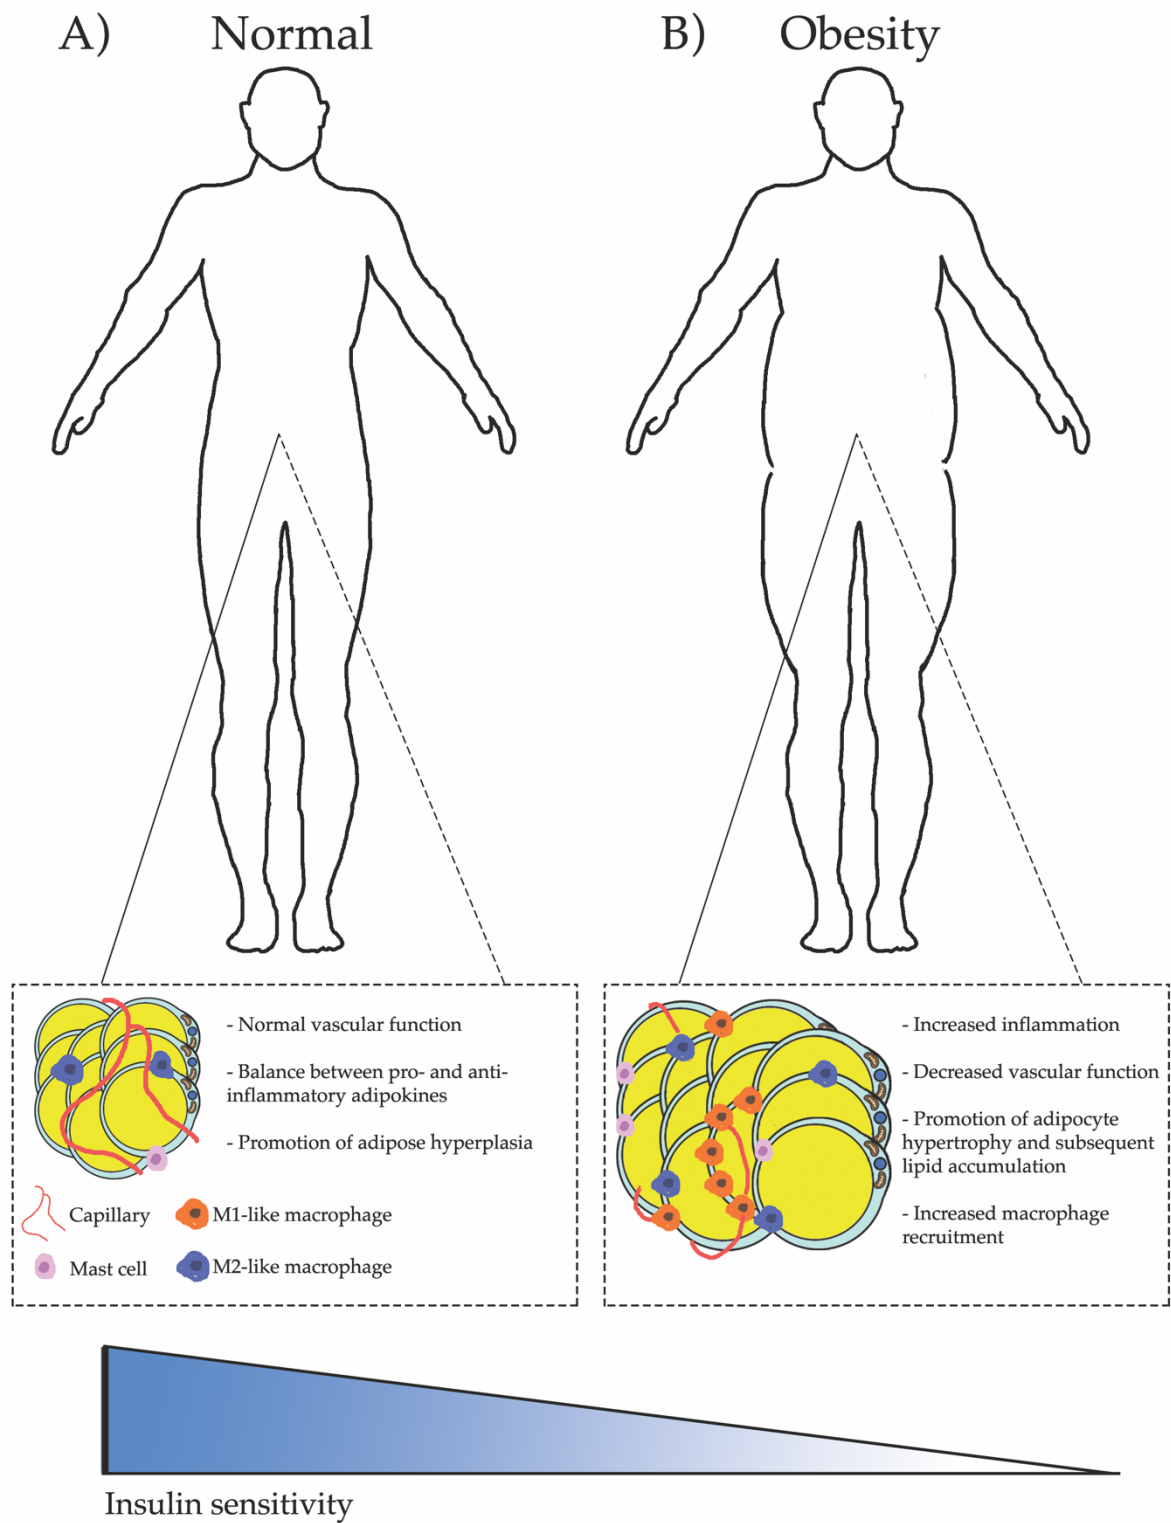 A) Normal
B) Obesity
- Normal vascular function
- Balance between pro- and anti-
inflammatory adipokines
- Promotion of adipose hyperplasia
Capillary
M1-like macrophage
Mast cell
M2-like macrophage
- Increased inflammation
- Decreased vascular function
- Promotion of adipocyte
hypertrophy and subsequent
lipid accumulation
- Increased macrophage
recruitment
Insulin sensitivity